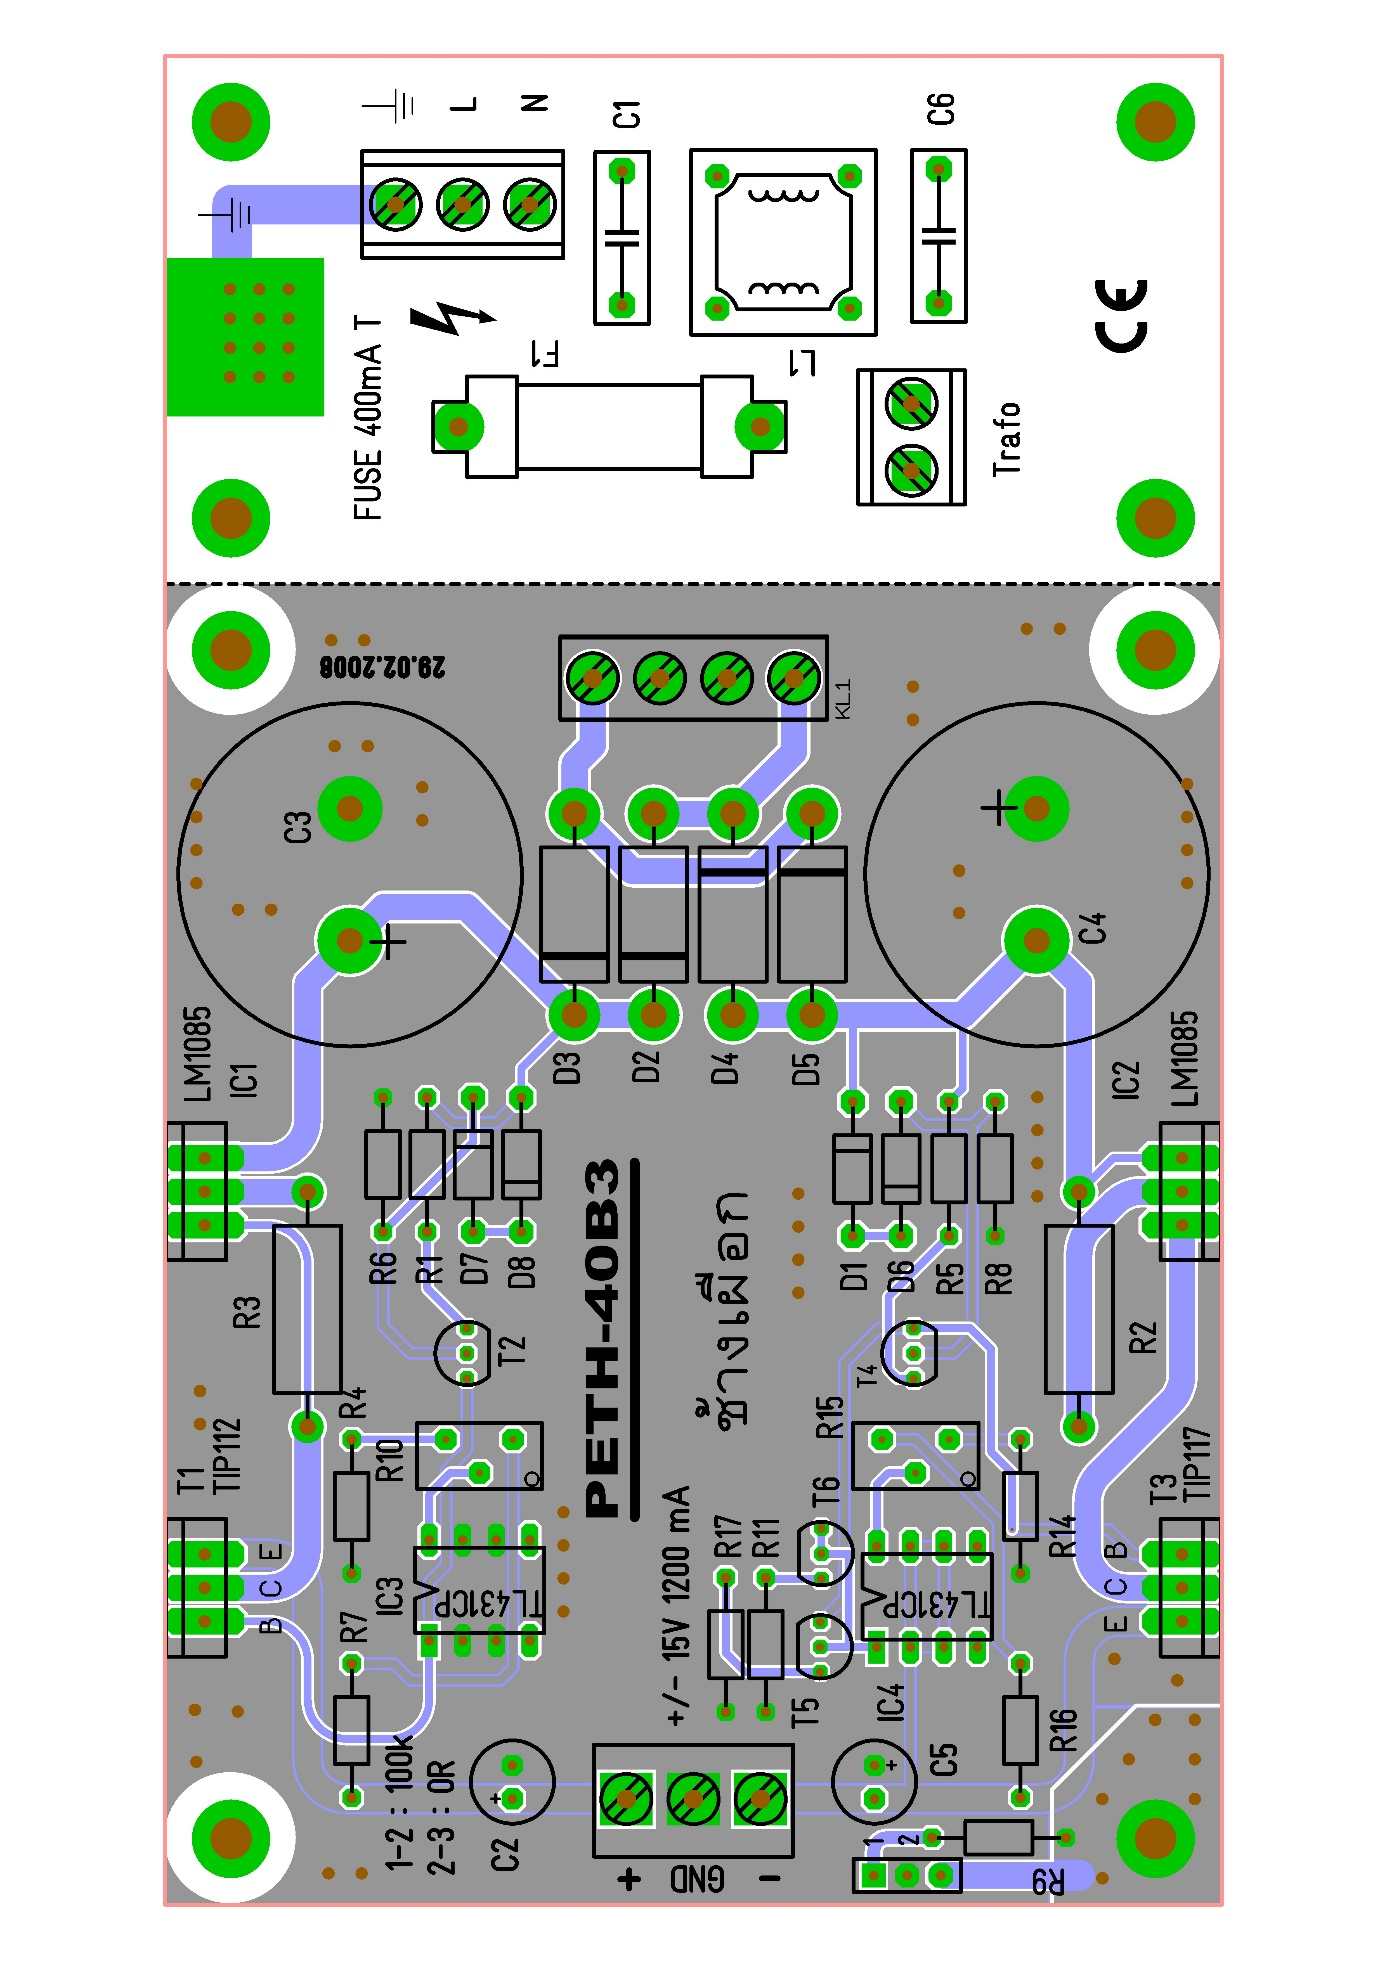 L
N
C1
C6
F1
L1
FUSE 400mA T
CE
Trafo
29.02.2008
KL1
C3
C4
LM1085
IC1
D3
D2
D4
D5
IC2
LM1085
R6
R1
D7
D8
D1
D6
R5
R8
R3
T2
PETH-40B3
ช้างเผือก
T4
R2
R4
R10
R15
T1
TIP112
T3
TIP117
+/- 15V 1200 mA
R17
R11
T6
R14
E
C
B
IC3
TL431CP
TL431CP
B
C
E
R7
T5
IC4
R16
1-2 : 100K
2-3 : 0R
C2
C5
+
GND
-
1
2
R9